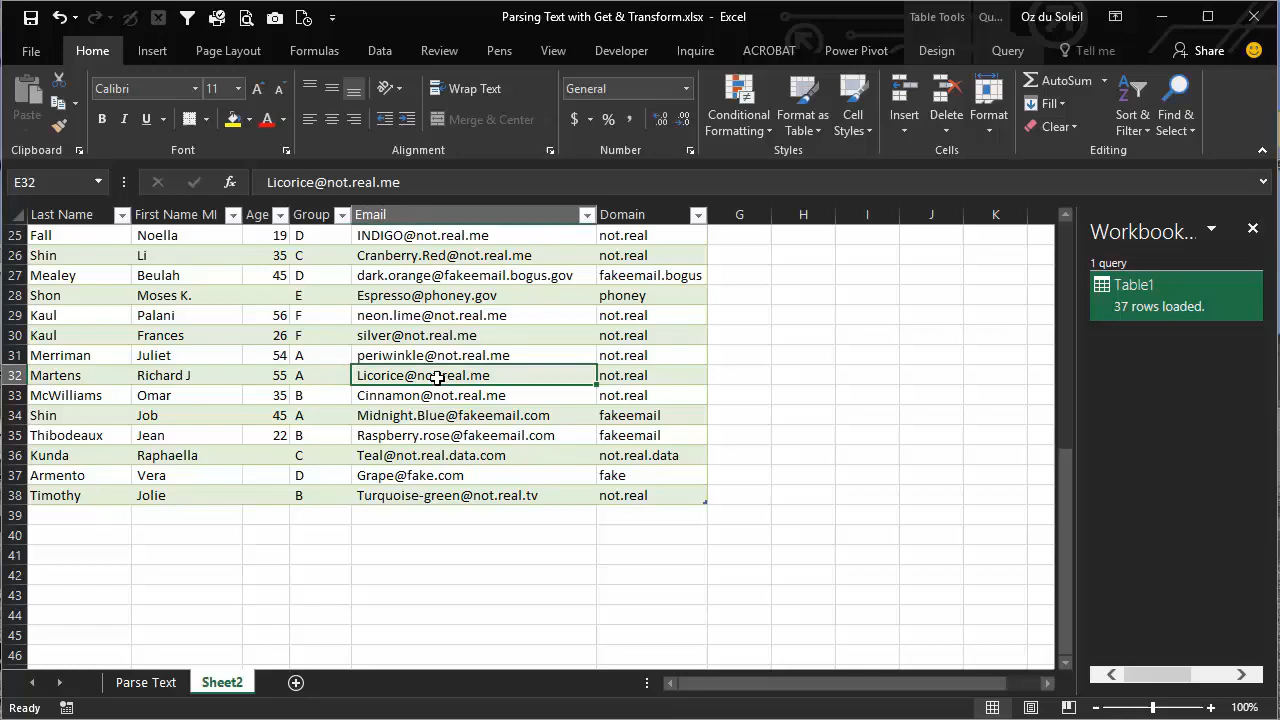 Parsing Text with Get & Transform.xlsx - Excel
Table Tools
Qu...
Oz du Soleil
File
Home
Insert
Page Layout
Formulas
Data
Review
Pens
View
Developer
Inquire
ACROBAT
Power Pivot
Design
Query
Tell me
Share
Paste
Clipboard
Calibri
11
B I U
Font
Wrap Text
Merge & Center
Alignment
General
$ % ,
Number
Conditional Formatting
Format as Table
Cell Styles
Styles
Insert
Delete
Format
Cells
AutoSum
Fill
Clear
Sort & Filter
Find & Select
Editing
E32
fx
Licorice@not.real.me
Last Name First Name MI Age Group Email Domain G H I J K
25 Fall Noella 19 D INDIGO@not.real.me not.real
26 Shin Li 35 C Cranberry.Red@not.real.me not.real
27 Mealey Beulah 45 D dark.orange@fakeemail.bogus.gov fakeemail.bogus
28 Shon Moses K. E Espresso@phoney.gov phoney
29 Kaul Palani 56 F neon.lime@not.real.me not.real
30 Kaul Frances 26 F silver@not.real.me not.real
31 Merriman Juliet 54 A periwinkle@not.real.me not.real
32 Martens Richard J 55 A Licorice@not.real.me not.real
33 McWilliams Omar 35 B Cinnamon@not.real.me not.real
34 Shin Job 45 A Midnight.Blue@fakeemail.com fakeemail
35 Thibodeaux Jean 22 B Raspberry.rose@fakeemail.com fakeemail
36 Kunda Raphaella C Teal@not.real.data.com not.real.data
37 Armento Vera D Grape@fake.com fake
38 Timothy Jolie B Turquoise-green@not.real.tv not.real
39
40
41
42
43
44
45
46
Workbook...
1 query
Table1
37 rows loaded.
Parse Text
Sheet2
Ready
100%